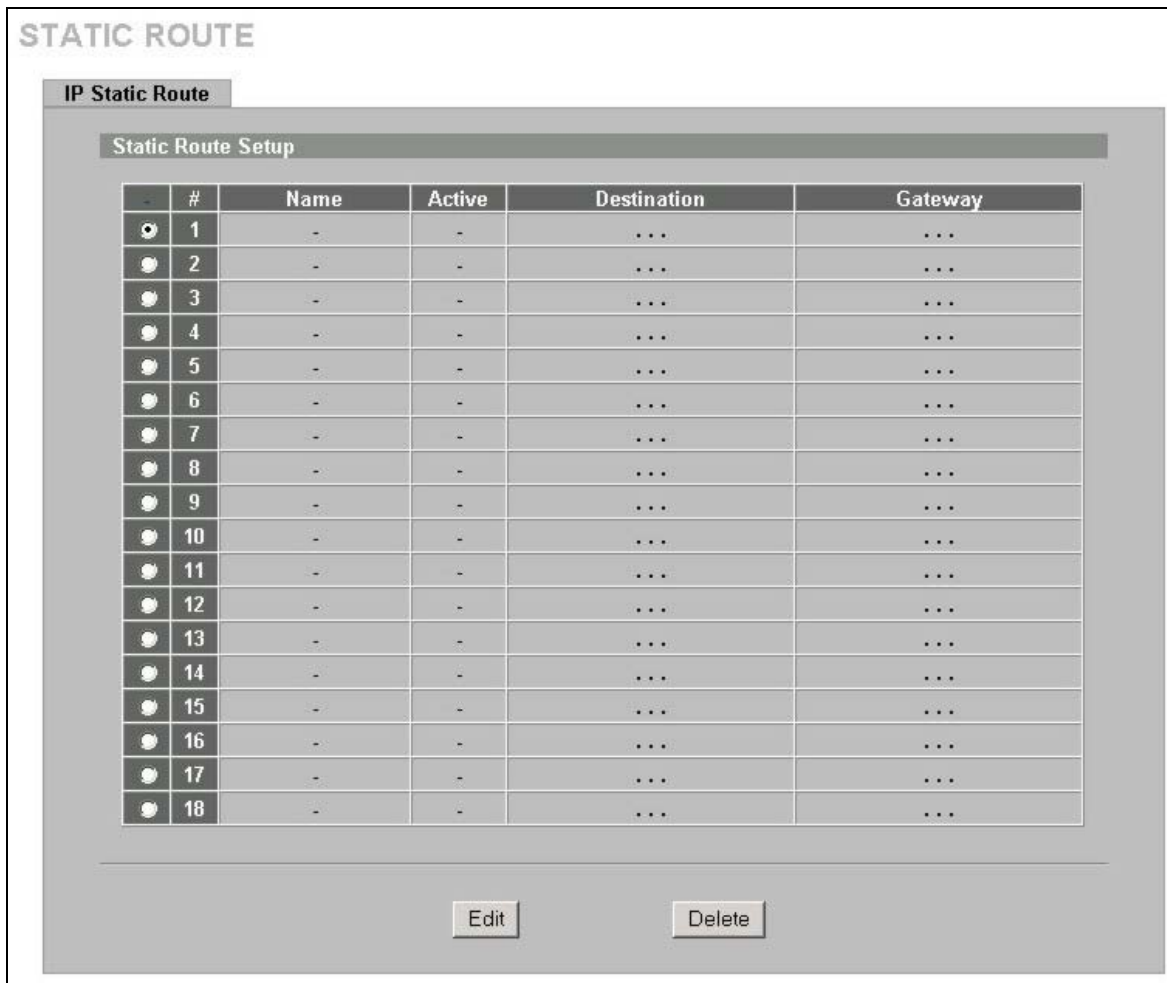 STATIC ROUTE
IP Static Route
Static Route Setup
- # Name Active Destination Gateway
1 - - . . . . . .
2 - - . . . . . .
3 - - . . . . . .
4 - - . . . . . .
5 - - . . . . . .
6 - - . . . . . .
7 - - . . . . . .
8 - - . . . . . .
9 - - . . . . . .
10 - - . . . . . .
11 - - . . . . . .
12 - - . . . . . .
13 - - . . . . . .
14 - - . . . . . .
15 - - . . . . . .
16 - - . . . . . .
17 - - . . . . . .
18 - - . . . . . .
Edit Delete